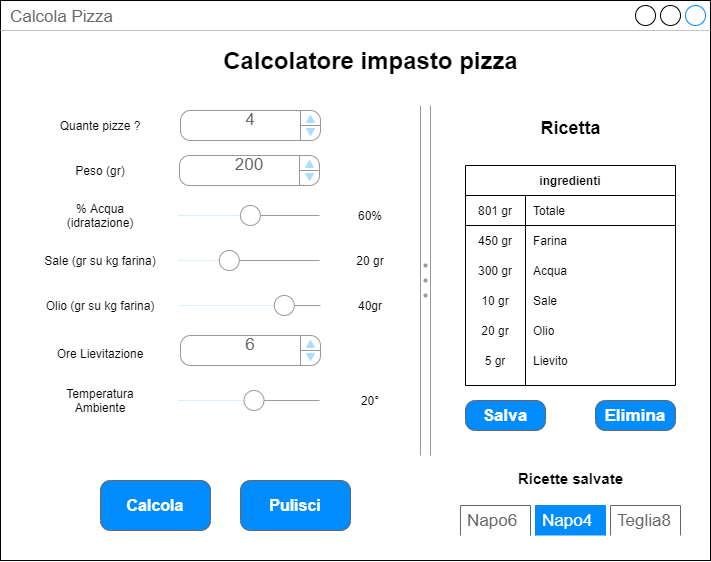 Calcola Pizza
Calcolatore impasto pizza
Quante pizze ?
4
Peso (gr)
200
% Acqua
(idratazione)
60%
Sale (gr su kg farina)
20 gr
Olio (gr su kg farina)
40gr
Ore Lievitazione
6
Temperatura
Ambiente
20°
Calcola
Pulisci
Ricetta
ingredienti
801 gr Totale
450 gr Farina
300 gr Acqua
10 gr Sale
20 gr Olio
5 gr Lievito
Salva
Elimina
Ricette salvate
Napo6 Napo4 Teglia8